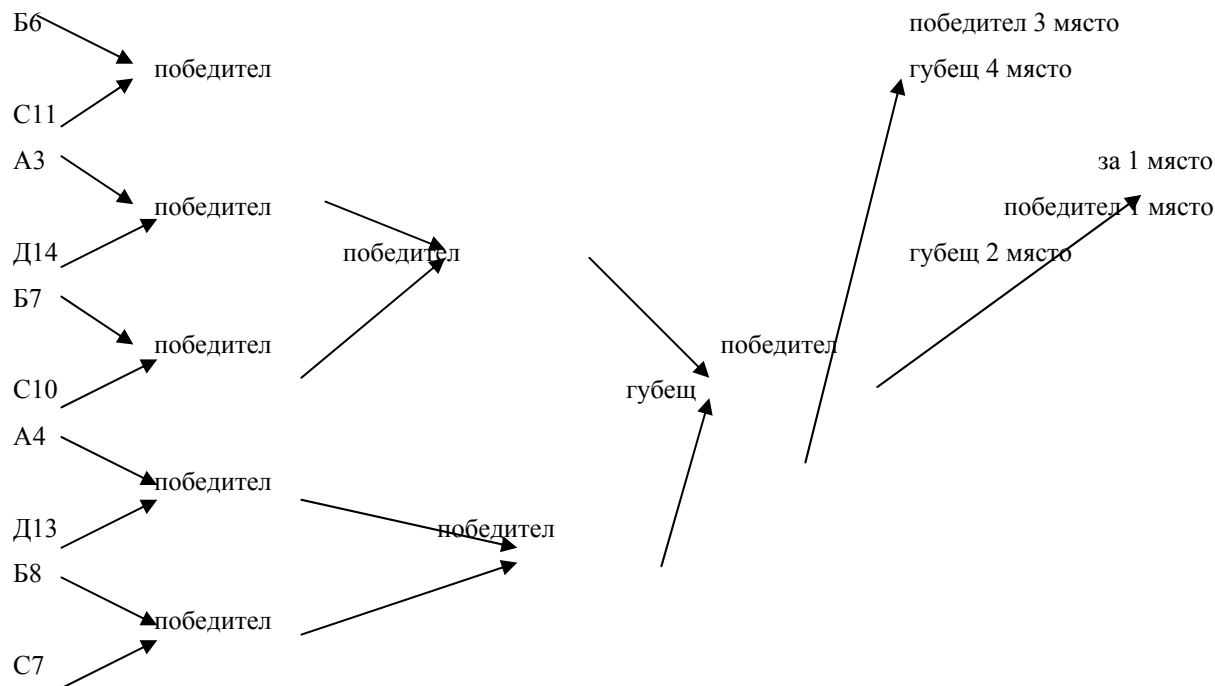 Б6 победител 3 място
победител губещ 4 място
С11
А3 за 1 място
победител победител 1 място
Д14 победител губещ 2 място
Б7
победител победител
С10 губещ
А4
победител
Д13 победител
Б8
победител
С7